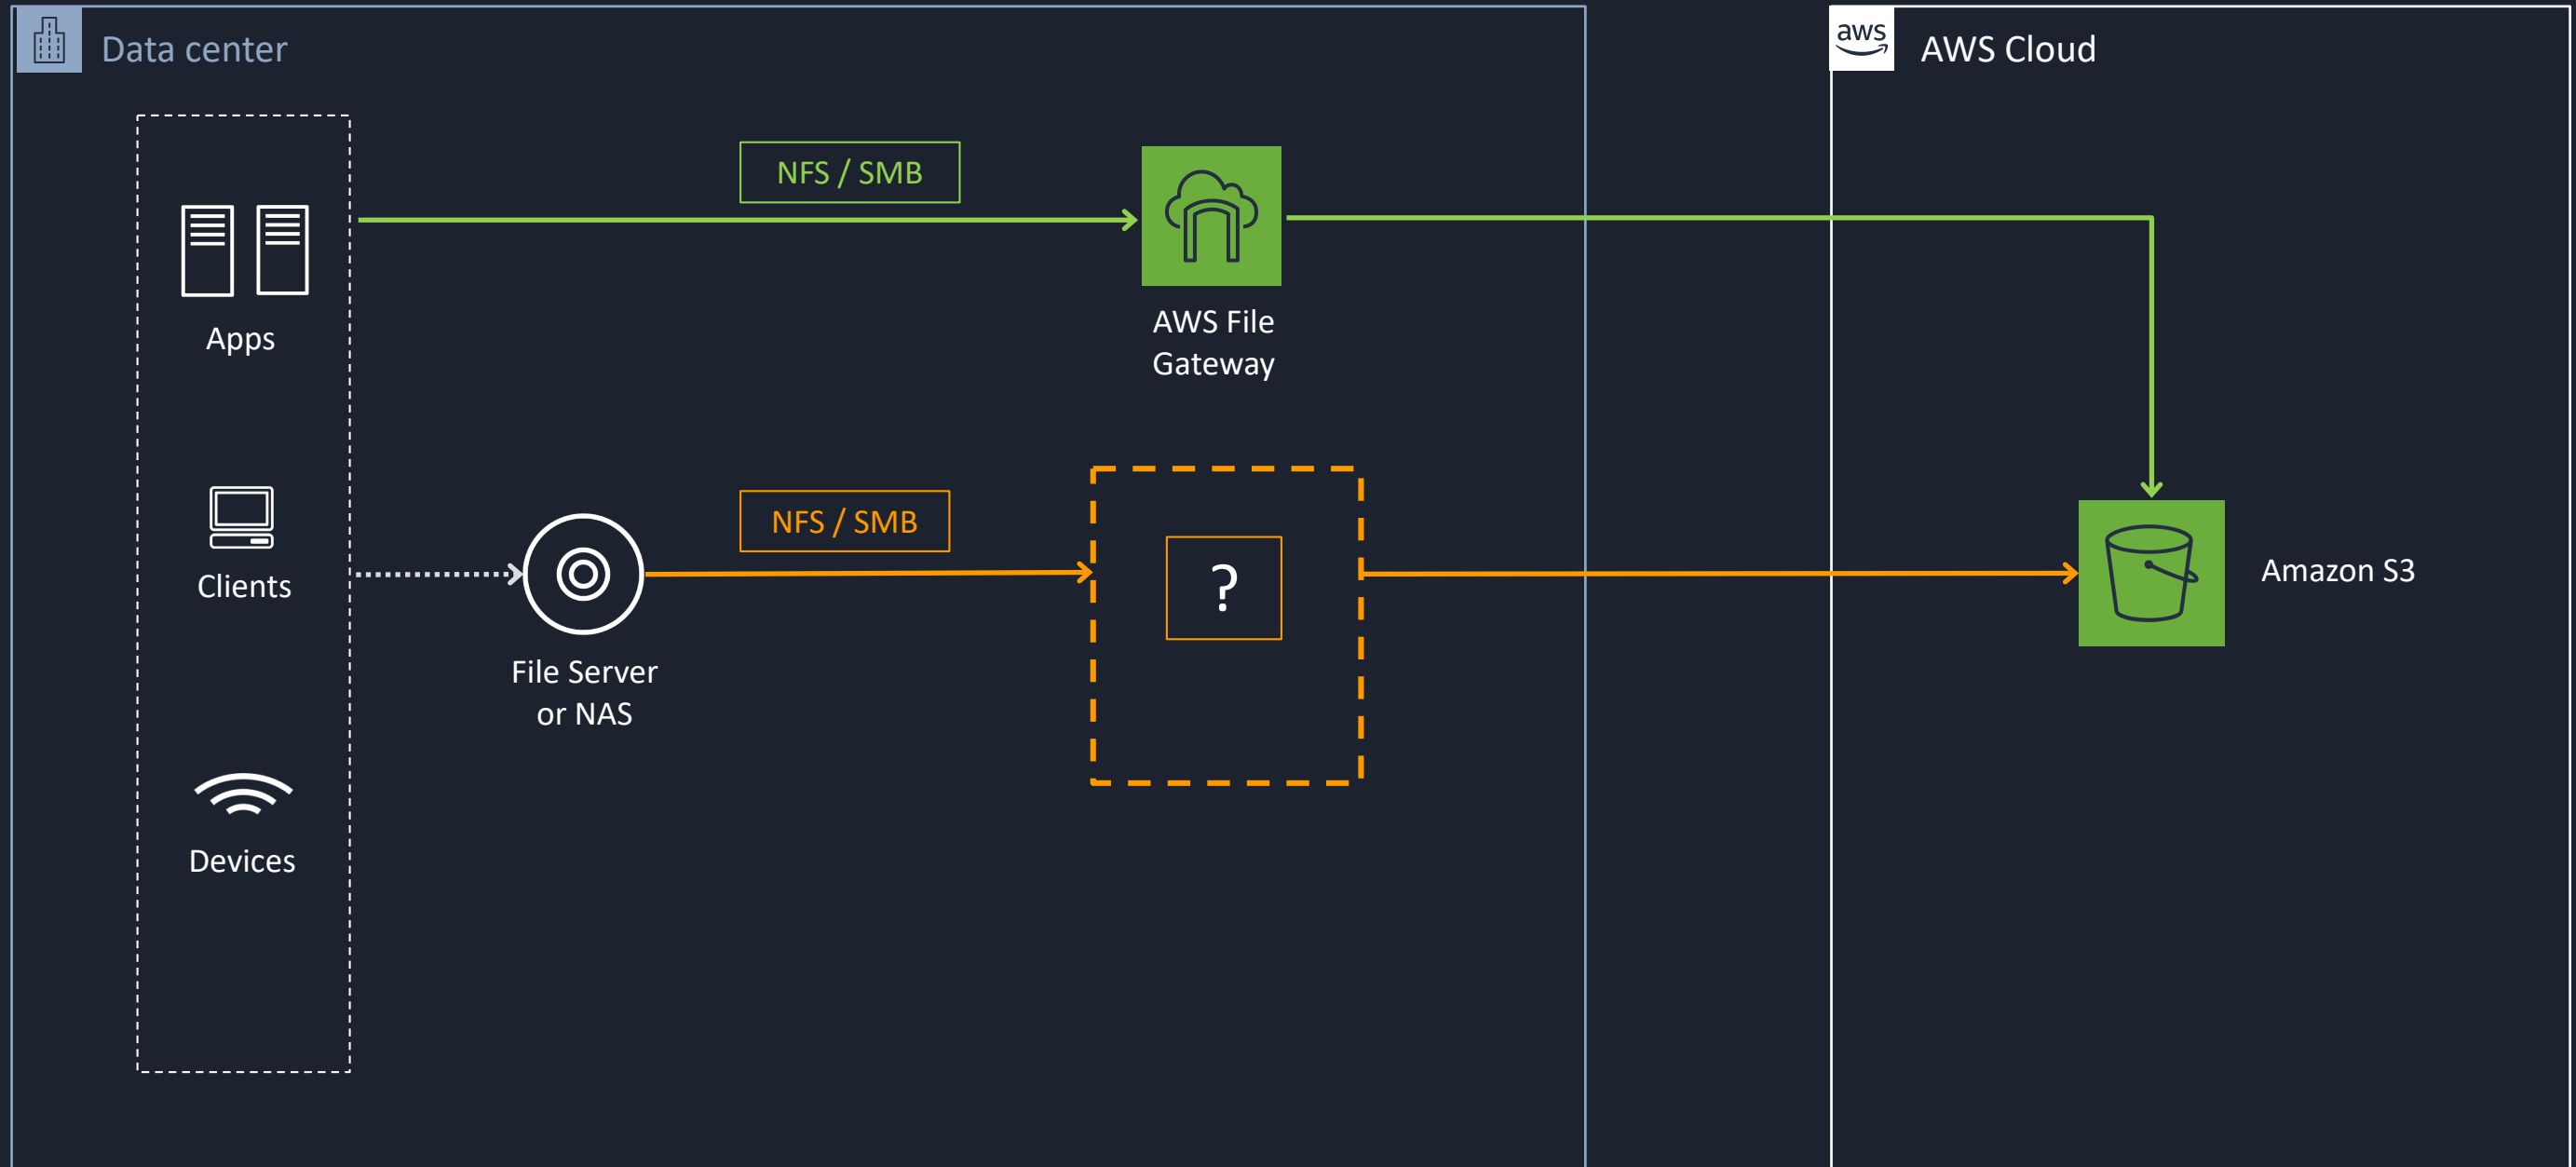 Data center
aws
AWS Cloud
NFS / SMB
Apps
AWS File
Gateway
NFS / SMB
?
Clients
Amazon S3
File Server
or NAS
Devices